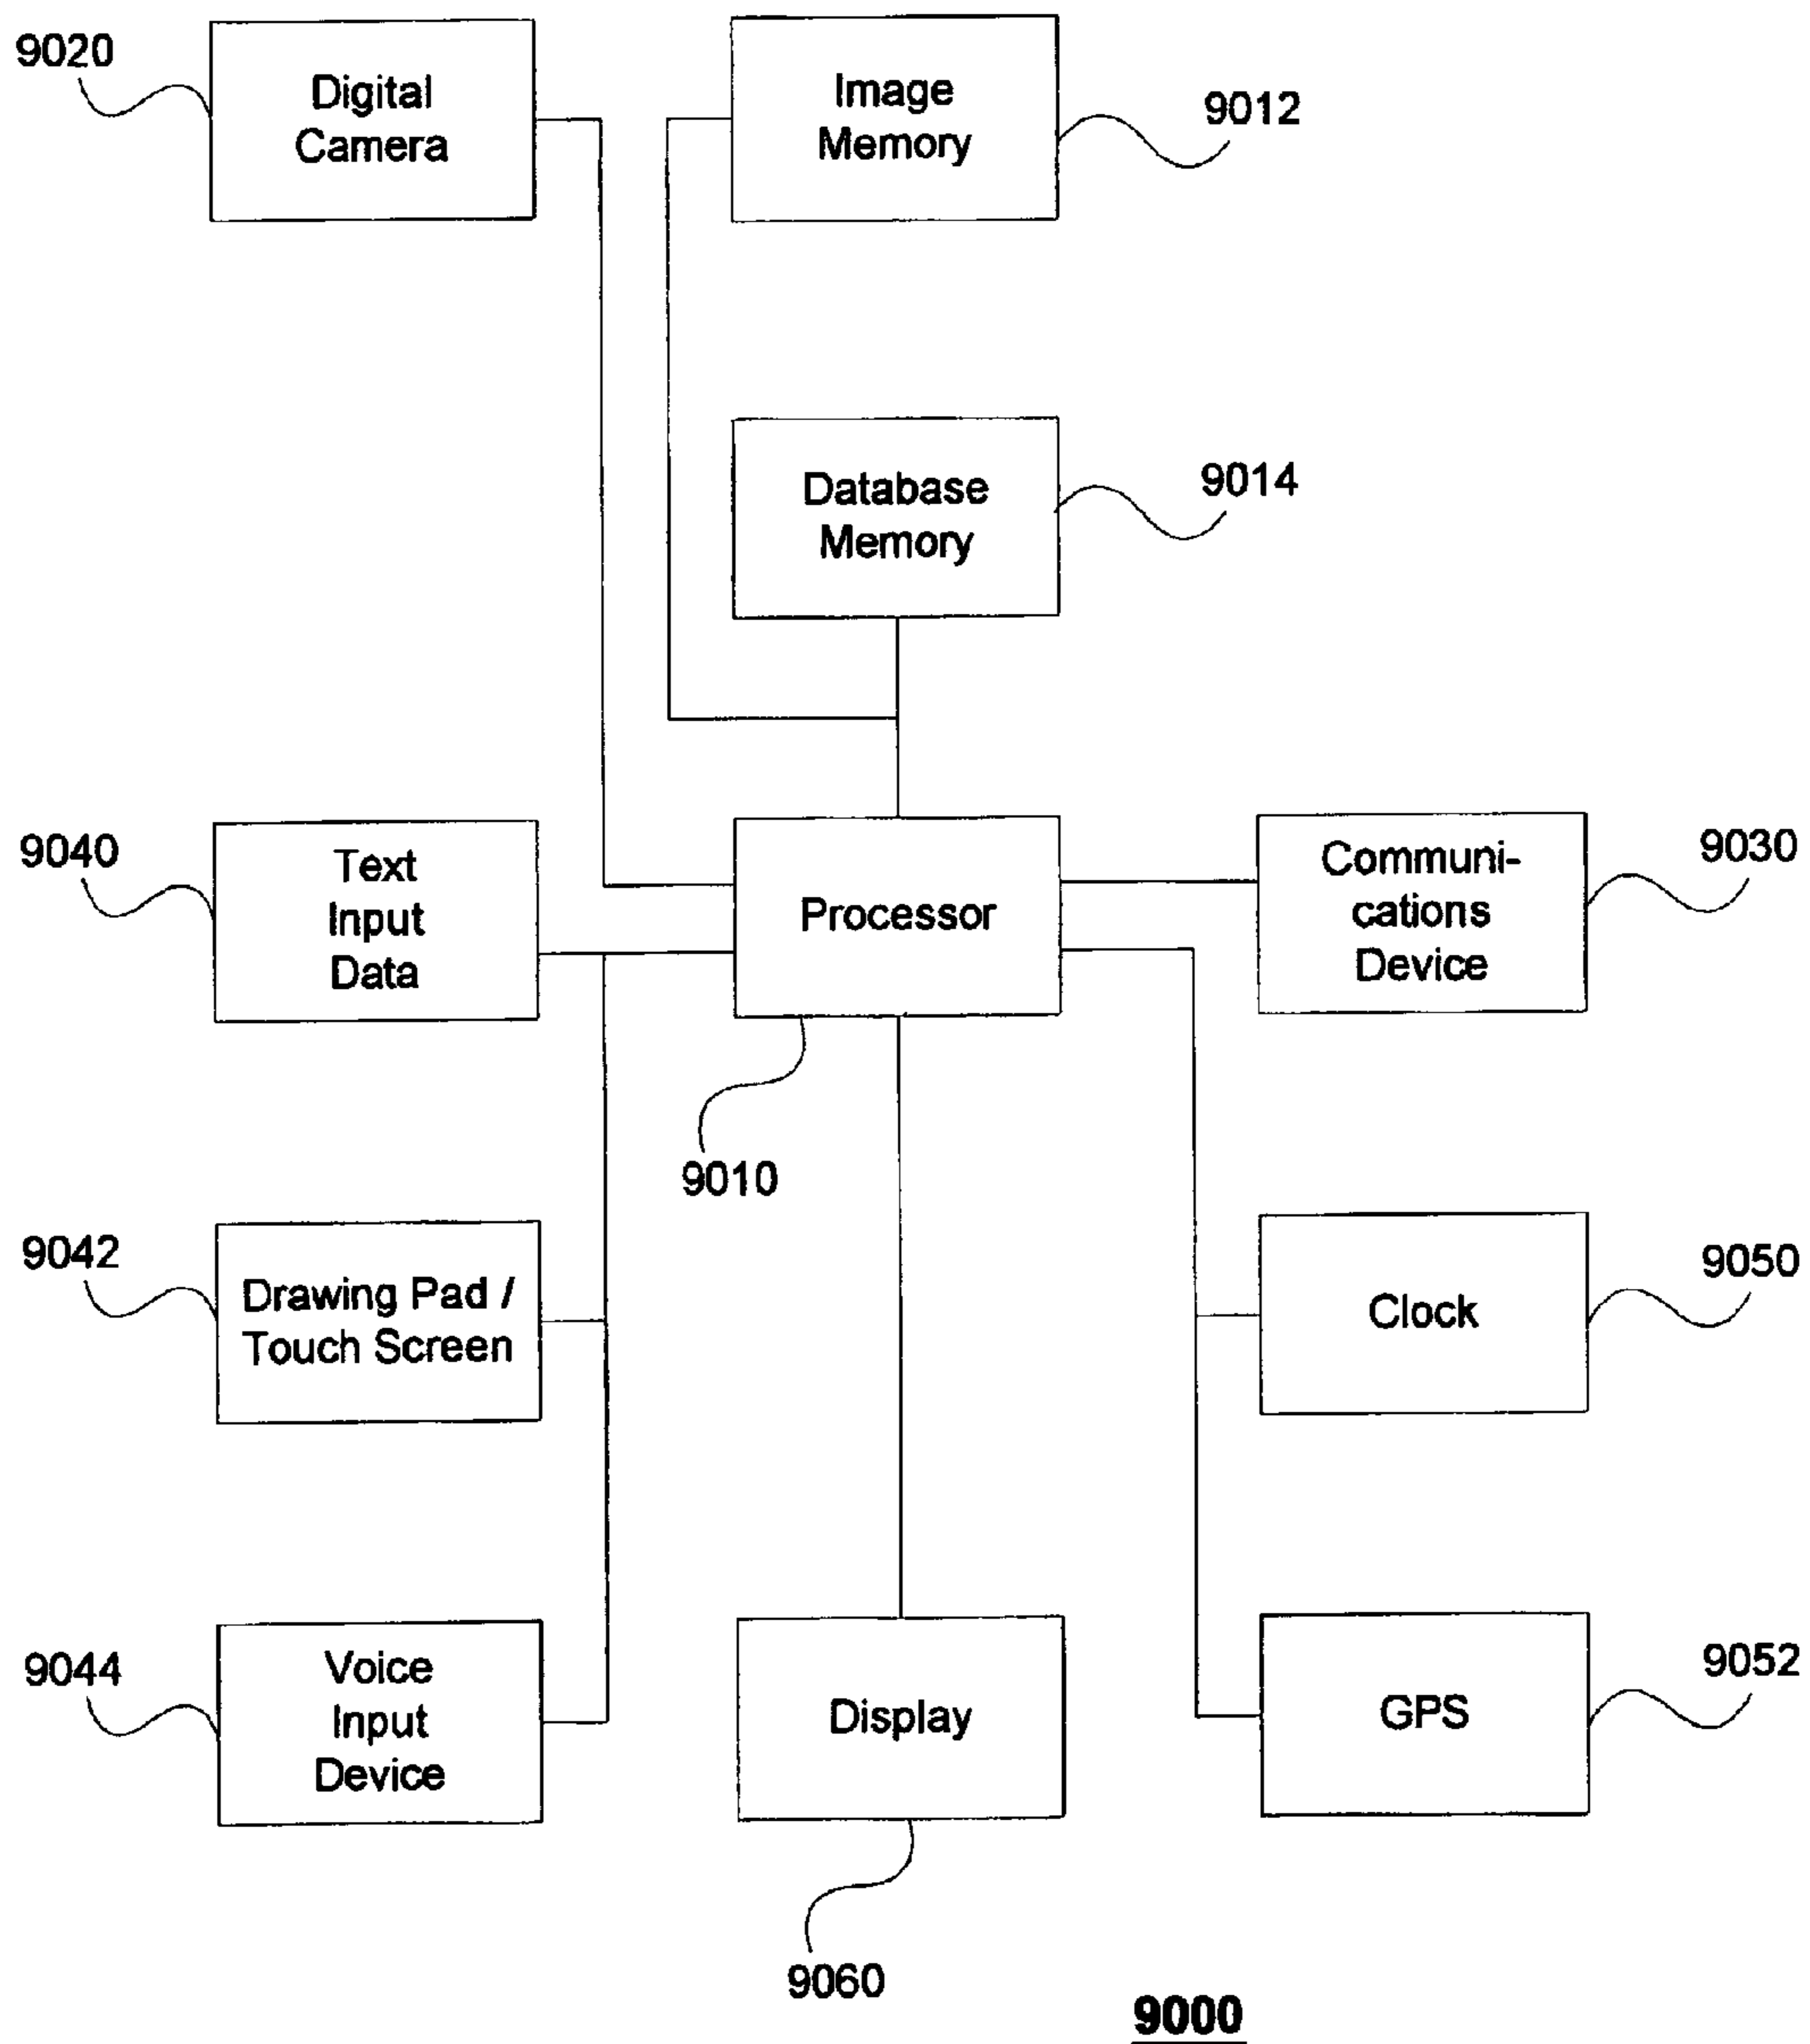 9020
Digital
Camera
Image
Memory
9012
Database
Memory
9014
9040
Text
Input
Data
Processor
9010
Communi-
cations
Device
9030
9042
Drawing Pad /
Touch Screen
Clock
9050
9044
Voice
Input
Device
Display
9060
GPS
9052
9000